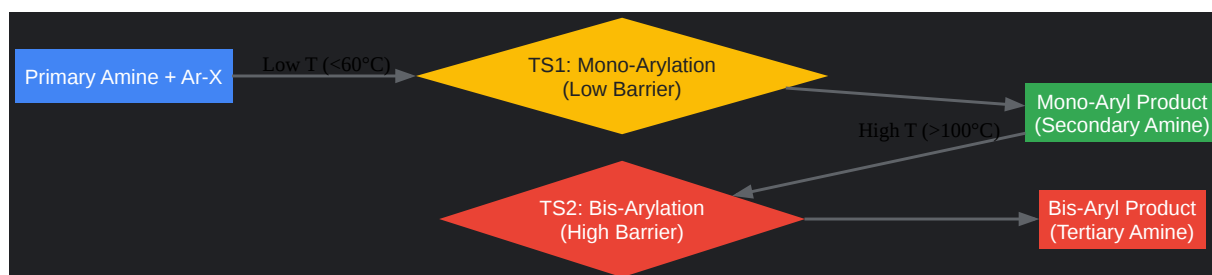 Primary Amine + Ar-X
Low T (<60°C)
TS1: Mono-Arylation
(Low Barrier)
Mono-Aryl Product
(Secondary Amine)
High T (>100°C)
TS2: Bis-Arylation
(High Barrier)
Bis-Aryl Product
(Tertiary Amine)